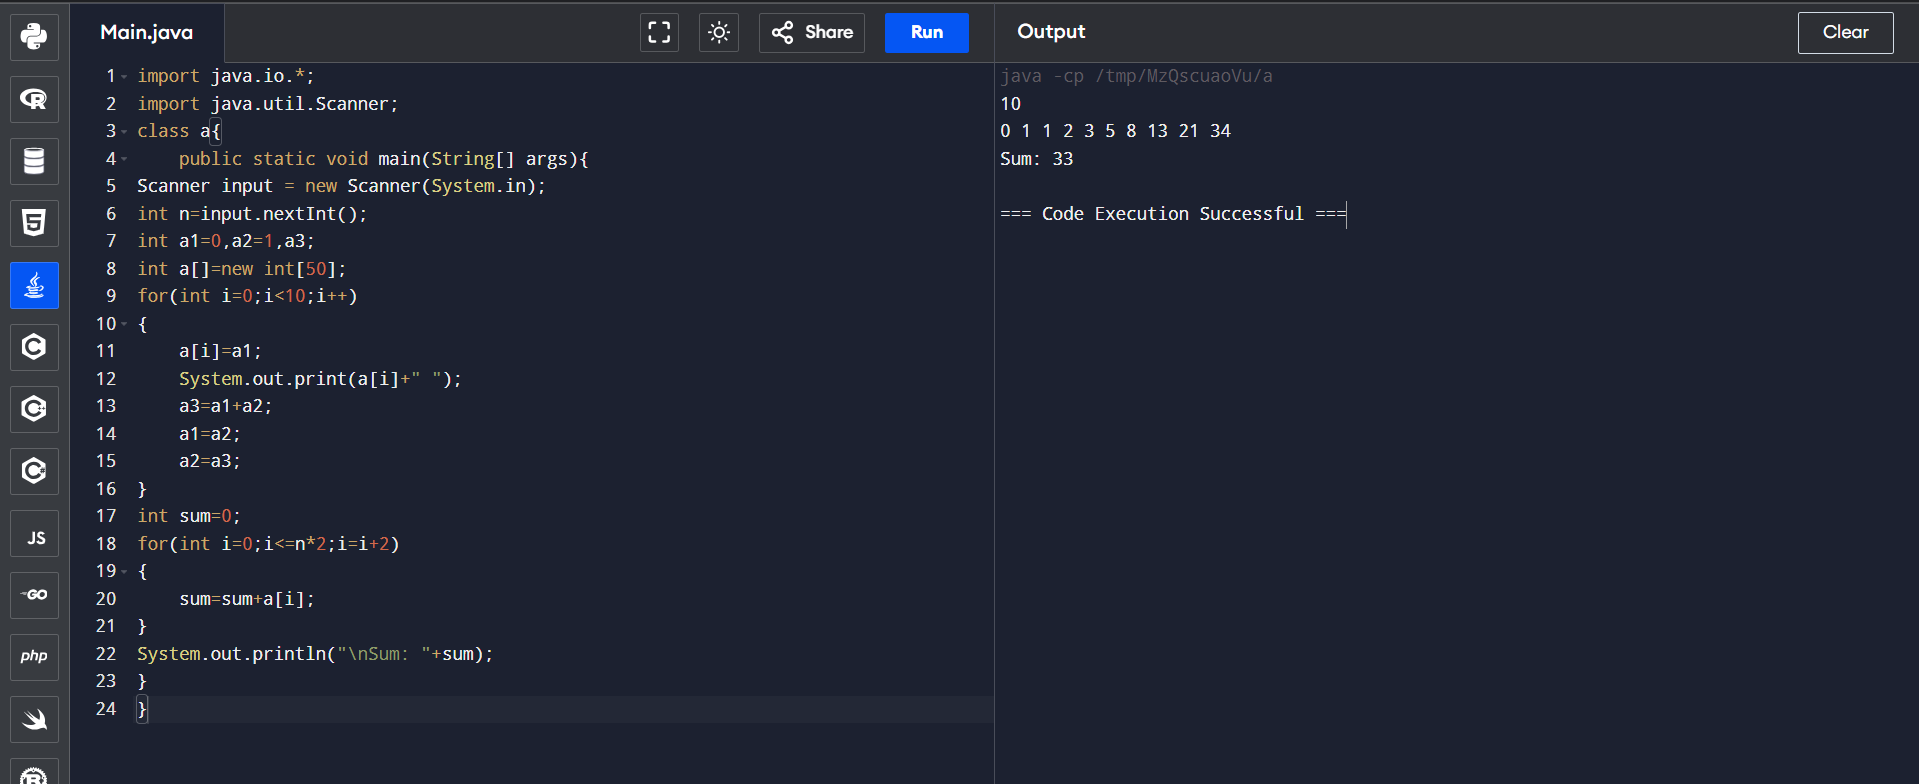 Main.java
Share
Run
Output
Clear
1 import java.io.*;
2 import java.util.Scanner;
3 class a{
4     public static void main(String[] args){
5 Scanner input = new Scanner(System.in);
6 int n=input.nextInt();
7 int a1=0,a2=1,a3;
8 int a[]=new int[50];
9 for(int i=0;i<10;i++)
10 {
11     a[i]=a1;
12     System.out.print(a[i]+" ");
13     a3=a1+a2;
14     a1=a2;
15     a2=a3;
16 }
17 int sum=0;
18 for(int i=0;i<=n*2;i=i+2)
19 {
20     sum=sum+a[i];
21 }
22 System.out.println("\nSum: "+sum);
23 }
24 }
java -cp /tmp/MzQscuaoVu/a
10
0 1 1 2 3 5 8 13 21 34
Sum: 33
=== Code Execution Successful ===
R
5
C
C++
C#
JS
GO
php
R